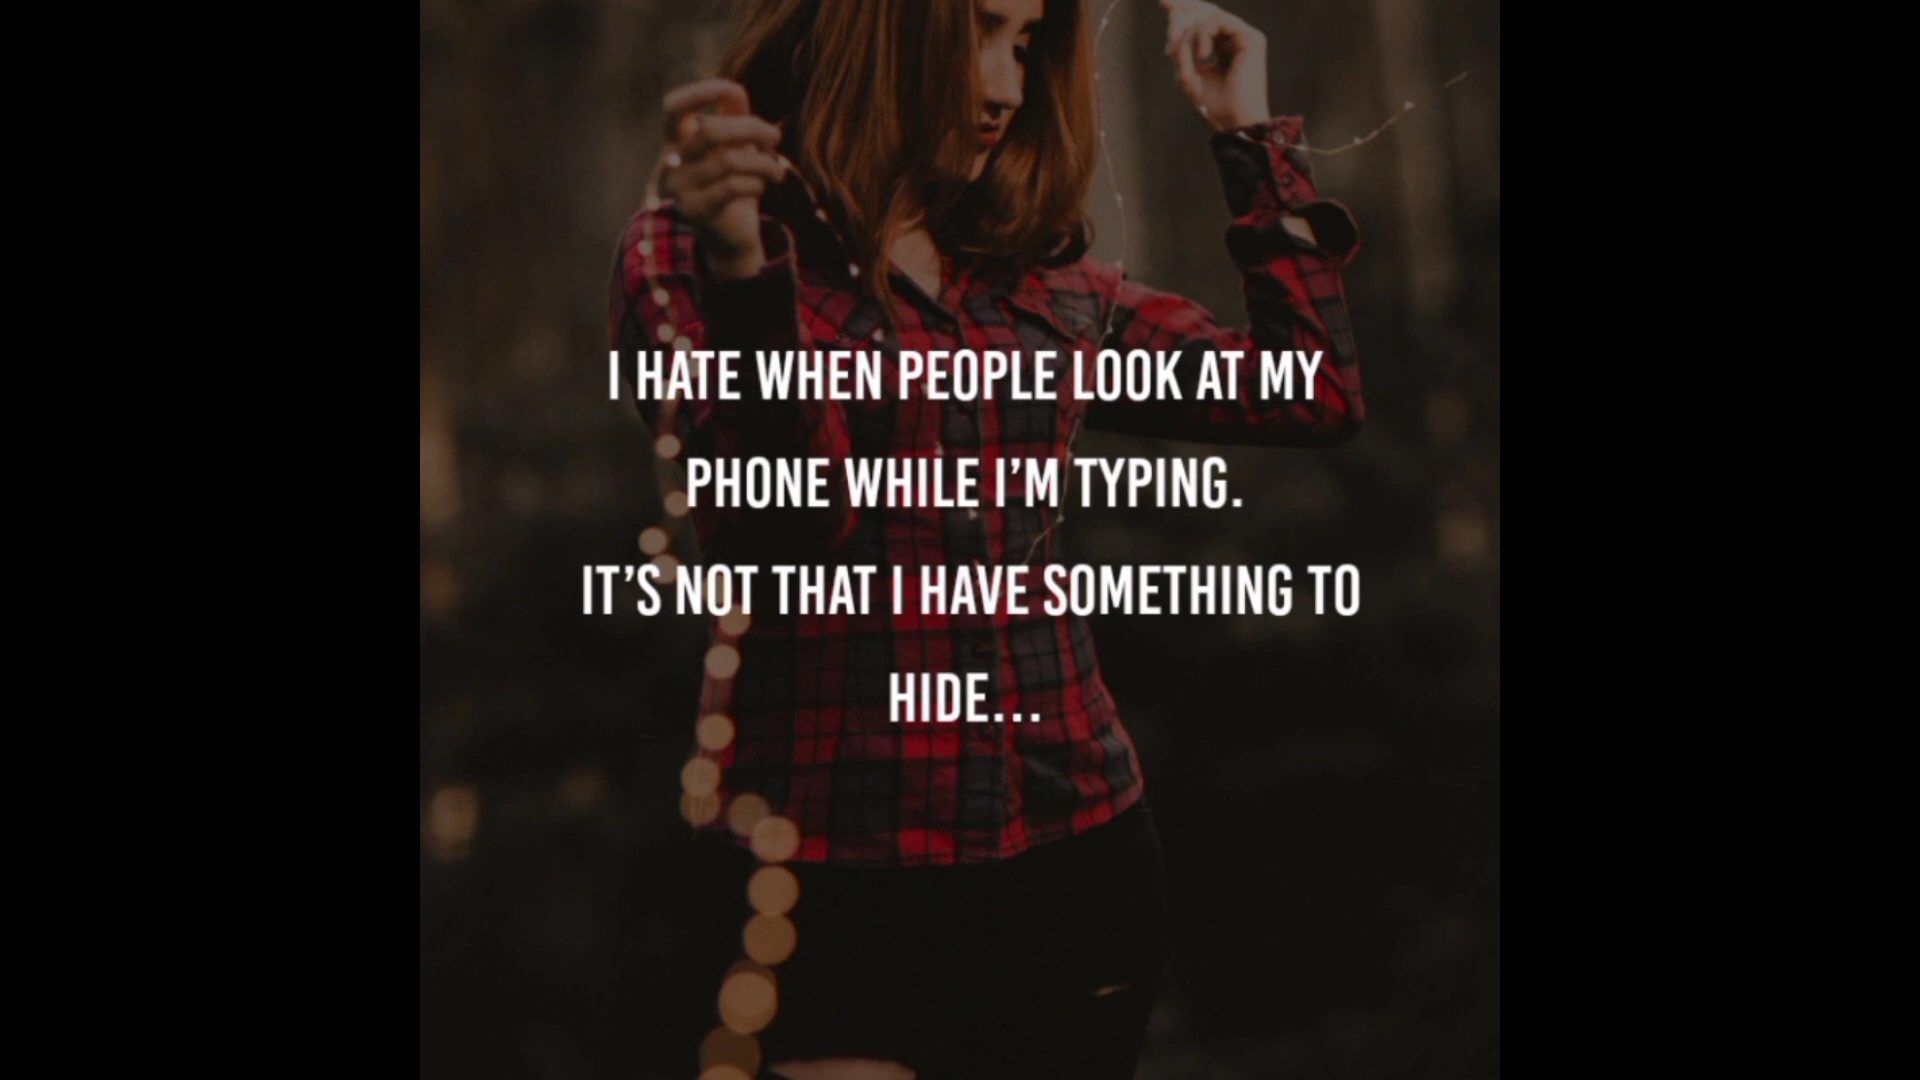 I HATE WHEN PEOPLE LOOK AT MY
PHONE WHILE I’M TYPING.
IT’S NOT THAT I HAVE SOMETHING TO
HIDE...